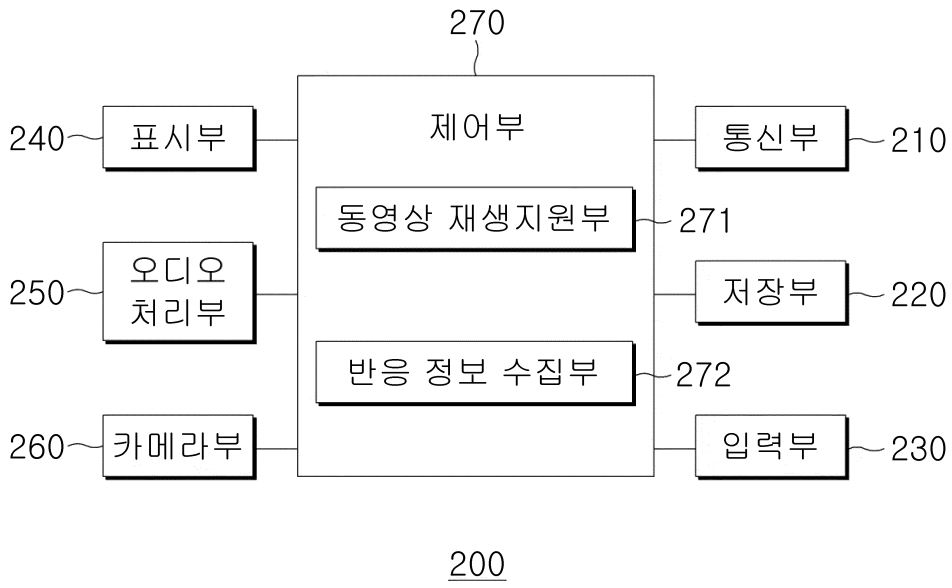 270
제어부
240 표시부
통신부 210
동영상 재생지원부 271
250 오디오
처리부
저장부 220
반응 정보 수집부 272
260 카메라부
입력부 230
200